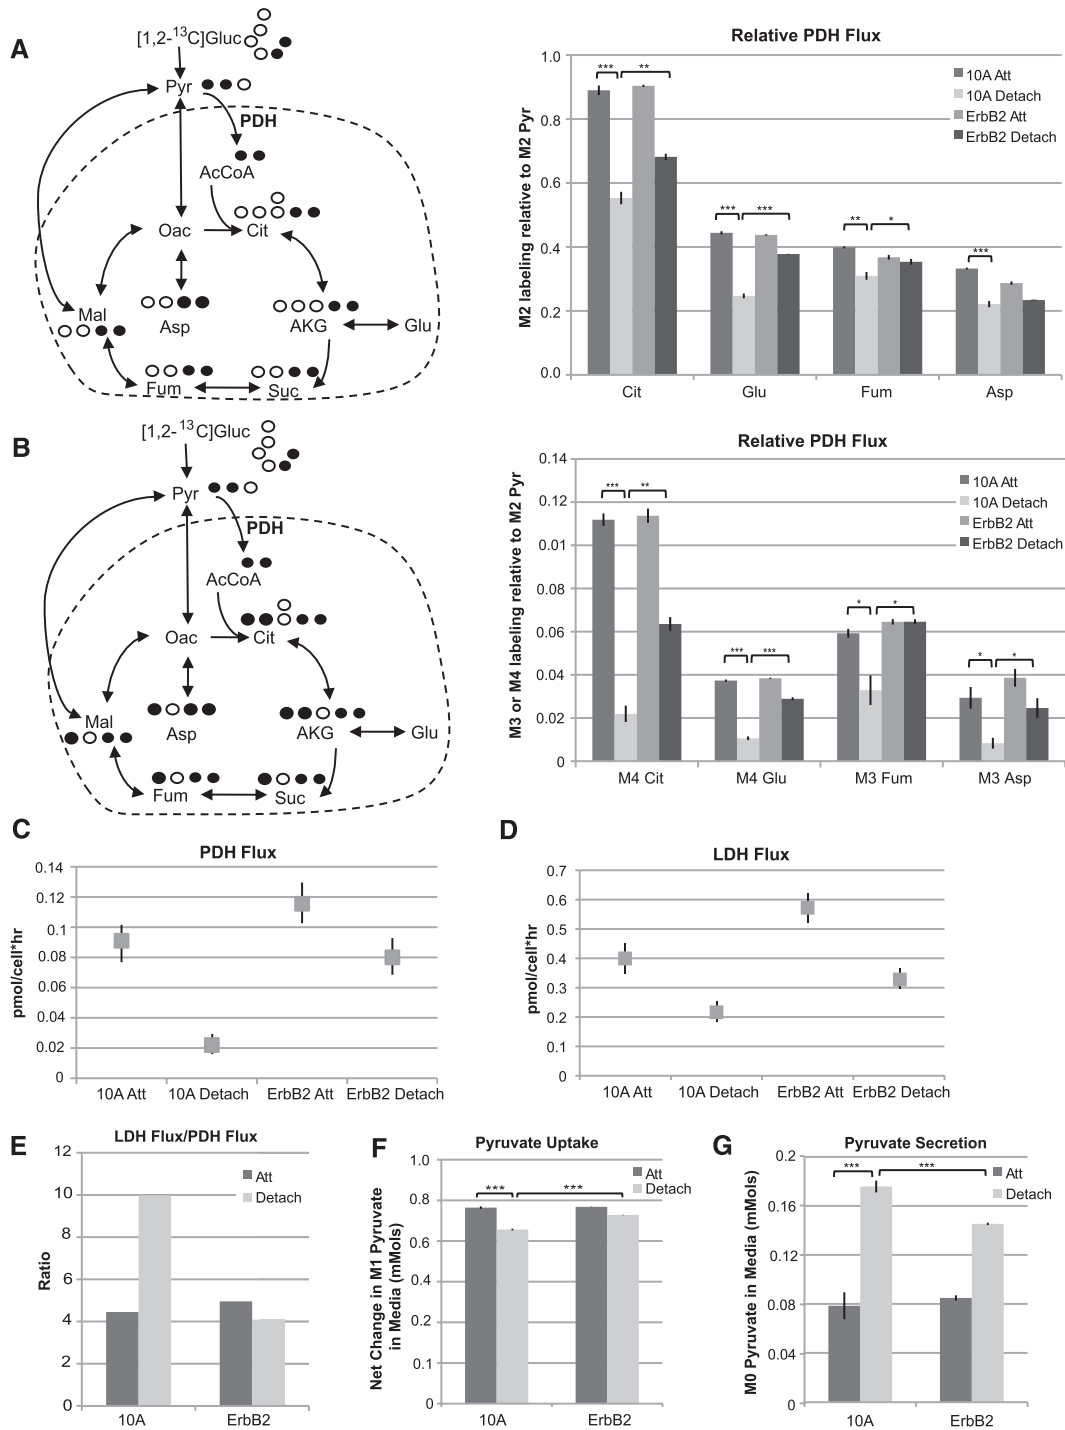 A
[1,2-13C]Gluc
Pyr
PDH
AcCoA
Oac
Cit
Mal
Asp
AKG
Glu
Fum
Suc
Relative PDH Flux
M2 labeling relative to M2 Pyr
1.0
0.8
0.6
0.4
0.2
0.0
*** **
*** ***
** *
***
10A Att
10A Detach
ErbB2 Att
ErbB2 Detach
Cit Glu Fum Asp
B
[1,2-13C]Gluc
Pyr
PDH
AcCoA
Oac
Cit
Mal
Asp
AKG
Glu
Fum
Suc
Relative PDH Flux
M3 or M4 labeling relative to M2 Pyr
0.14
0.12
0.01
0.08
0.06
0.04
0.02
0
*** **
*** ***
* *
* *
10A Att
10A Detach
ErbB2 Att
ErbB2 Detach
M4 Cit M4 Glu M3 Fum M3 Asp
C
PDH Flux
pmol/cell*hr
0.14
0.12
0.1
0.08
0.06
0.04
0.02
0
10A Att 10A Detach ErbB2 Att ErbB2 Detach
D
LDH Flux
pmol/cell*hr
0.7
0.6
0.5
0.4
0.3
0.2
0.1
0
10A Att 10A Detach ErbB2 Att ErbB2 Detach
E
LDH Flux/PDH Flux
Ratio
12
10
8
6
4
2
0
Att
Detach
10A ErbB2
F
Pyruvate Uptake
Net Change in M1 Pyruvate
in Media (mMols)
1.0
0.8
0.6
0.4
0.2
0.1
0
*** ***
Att
Detach
10A ErbB2
G
Pyruvate Secretion
M0 Pyruvate in Media (mMols)
0.2
0.16
0.12
0.08
0.04
0
*** ***
Att
Detach
10A ErbB2